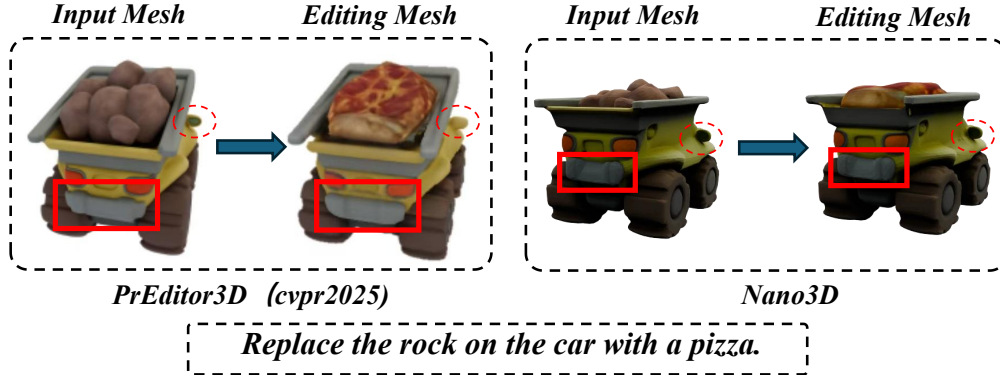 Input Mesh
Editing Mesh
Input Mesh
Editing Mesh
PrEditor3D（cvpr2025)
Nano3D
Replace the rock on the car with a pizza.